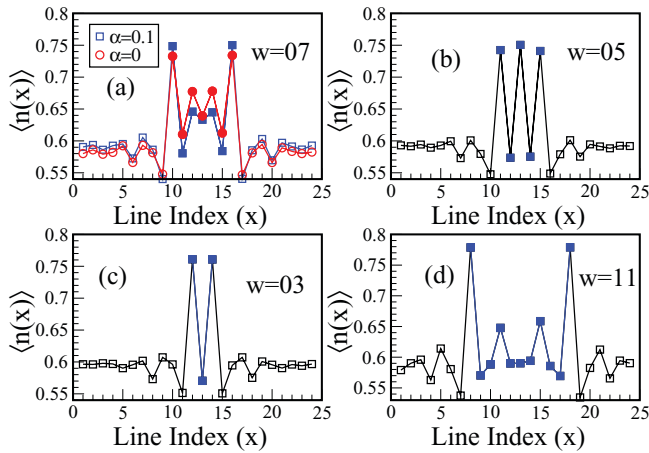 0.8
0.75
0.7
0.65
0.6
0.55
⟨n(x)⟩
α=0.1
α=0
(a)
w=07
0 5 10 15 20 25
Line Index (x)
0.8
0.75
0.7
0.65
0.6
0.55
⟨n(x)⟩
(b)
w=05
0 5 10 15 20 25
Line Index (x)
0.8
0.75
0.7
0.65
0.6
0.55
⟨n(x)⟩
(c)
w=03
0 5 10 15 20 25
Line Index (x)
0.8
0.75
0.7
0.65
0.6
0.55
⟨n(x)⟩
(d)
w=11
0 5 10 15 20 25
Line Index (x)